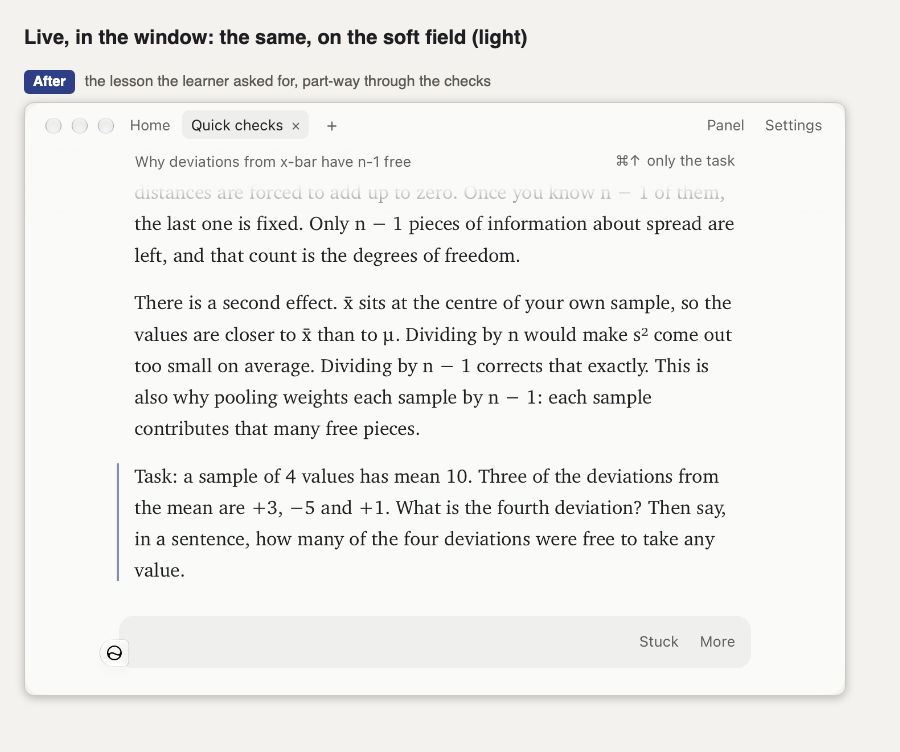 Live, in the window: the same, on the soft field (light)
After the lesson the learner asked for, part-way through the checks
Home Quick checks × + Panel Settings
Why deviations from x-bar have n-1 free ⌘↑ only the task
distances are forced to add up to zero. Once you know n − 1 of them,
the last one is fixed. Only n − 1 pieces of information about spread are
left, and that count is the degrees of freedom.
There is a second effect. x̄ sits at the centre of your own sample, so the
values are closer to x̄ than to μ. Dividing by n would make s² come out
too small on average. Dividing by n − 1 corrects that exactly. This is
also why pooling weights each sample by n − 1: each sample
contributes that many free pieces.
Task: a sample of 4 values has mean 10. Three of the deviations from
the mean are +3, −5 and +1. What is the fourth deviation? Then say,
in a sentence, how many of the four deviations were free to take any
value.
Stuck More